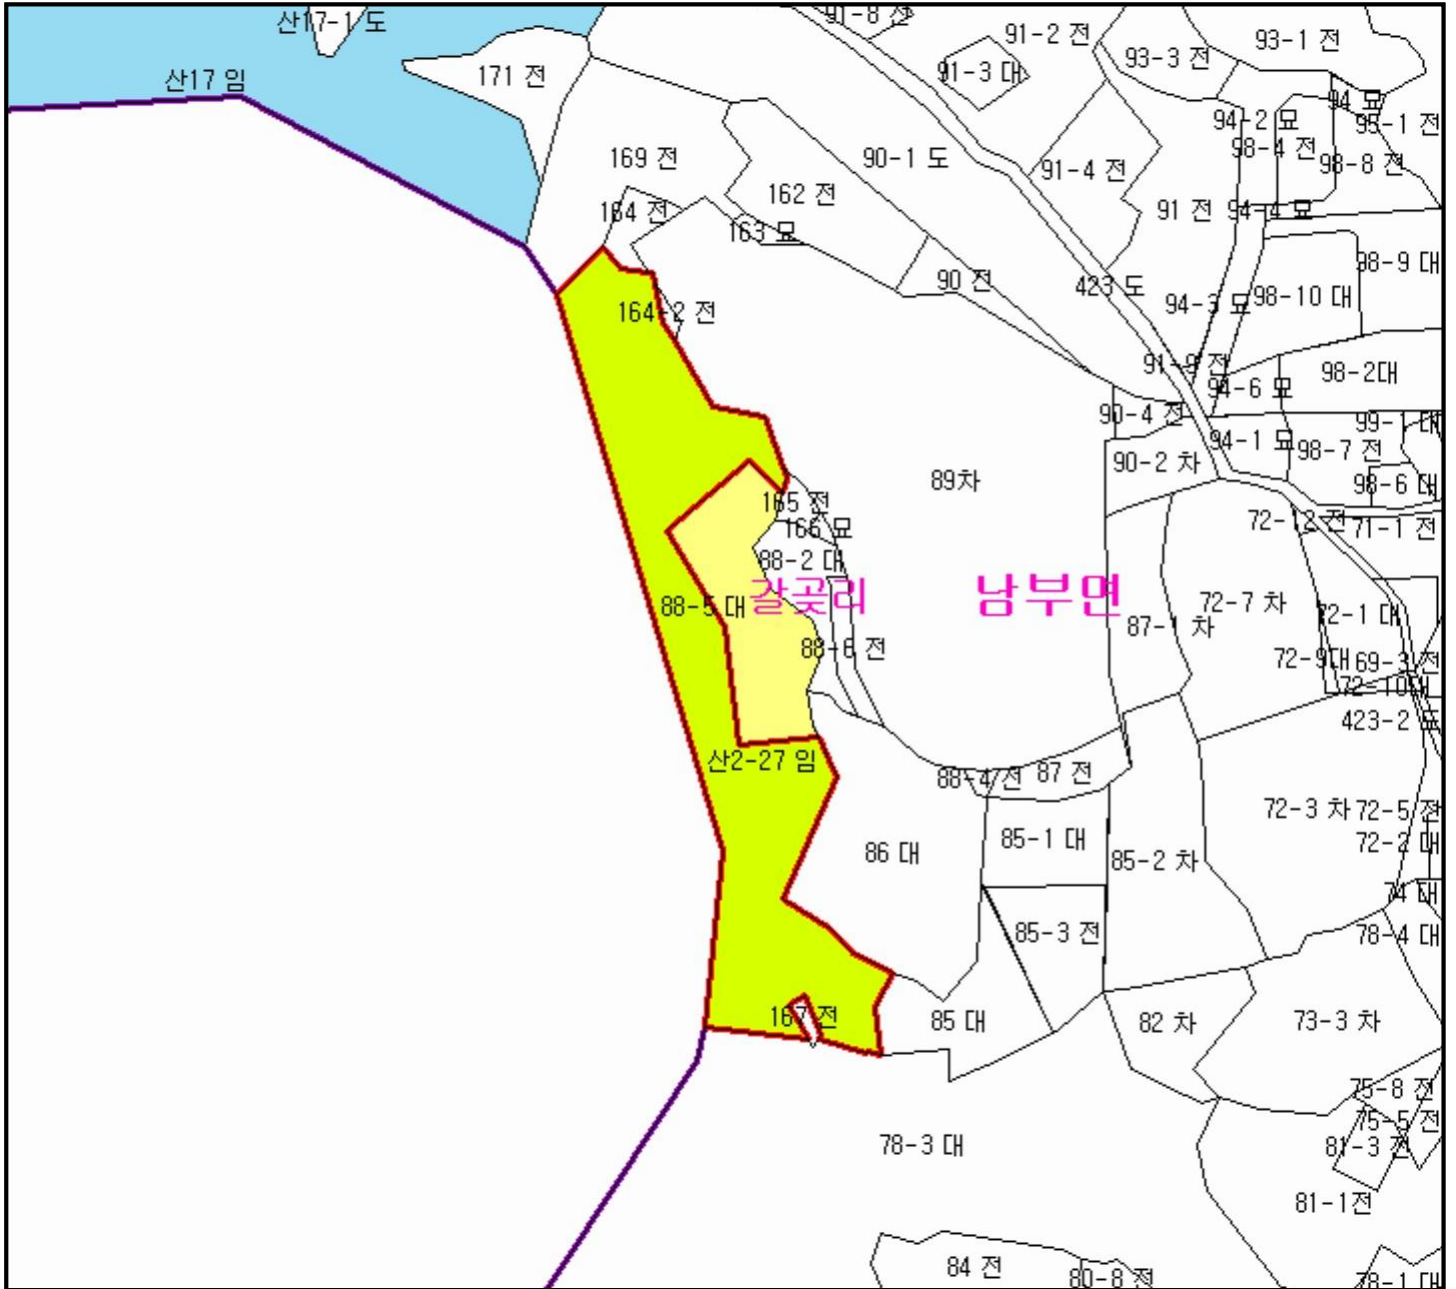 산17-1 도
91-8 전
91-2 전
93-1 전
93-3 전
산17 임
171 전
91-3 대
94 묘
94-2 묘
95-1 전
98-4 전
98-8 전
169 전
90-1 도
91-4 전
162 전
164 전
163 묘
91 전
94-4 묘
98-9 대
90 전
423 도
94-3 묘
98-10 대
164-2 전
91-9 전
94-6 묘
98-2대
90-4 전
99-1 대
94-1 묘
98-7 전
90-2 차
89차
98-6 대
165 전
166 묘
72-12 전
71-1 전
88-2 대
갈곶리
남부면
88-5 대
72-7 차
72-1 대
87-1 차
88-6 전
72-9대
69-3 전
72-10대
423-2 도
산2-27 임
88-4 전
87 전
72-3 차
72-5 전
86 대
85-1 대
85-2 차
72-2 대
74 대
85-3 전
78-4 대
167 전
85 대
82 차
73-3 차
75-8 전
75-5 전
78-3 대
81-3 전
81-1전
84 전
80-8 전
78-1 대